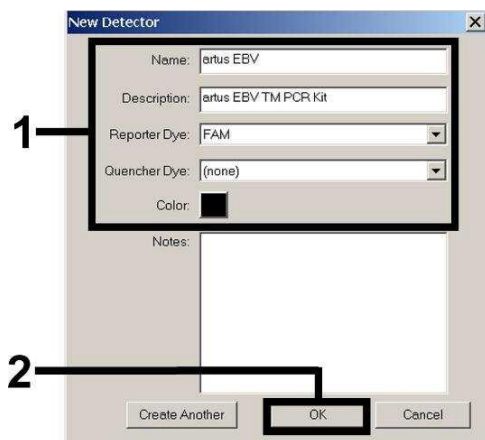 New Detector
Name: artus EBV
Description: artus EBV TM PCR Kit
1
Reporter Dye: FAM
Quencher Dye: (none)
Color:
Notes:
2
Create Another OK Cancel